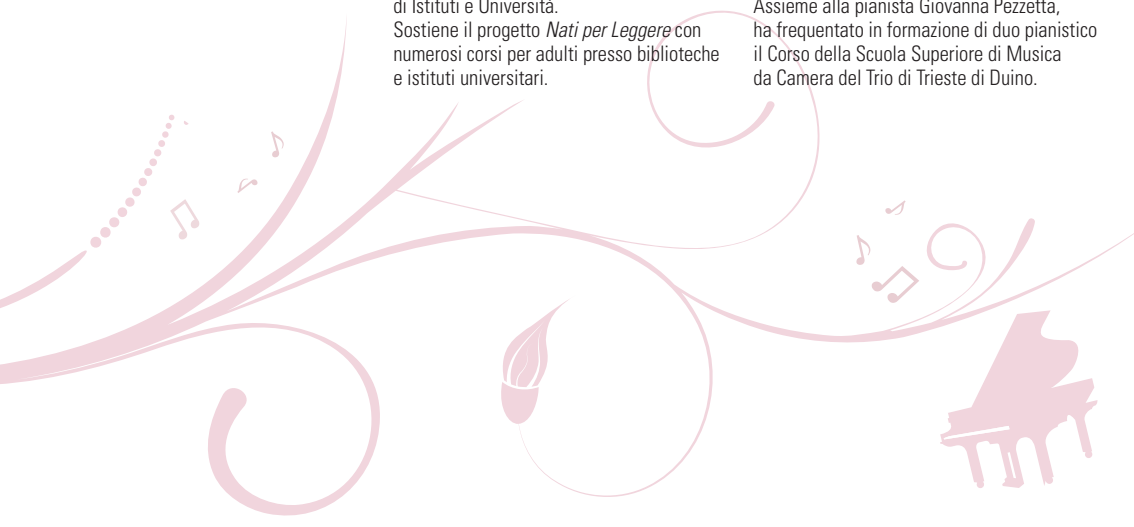 di Istituti e Università.
Sostiene il progetto Nati per Leggere con
numerosi corsi per adulti presso biblioteche
e istituti universitari.
Assieme alla pianista Giovanna Pezzetta,
ha frequentato in formazione di duo pianistico
il Corso della Scuola Superiore di Musica
da Camera del Trio di Trieste di Duino.